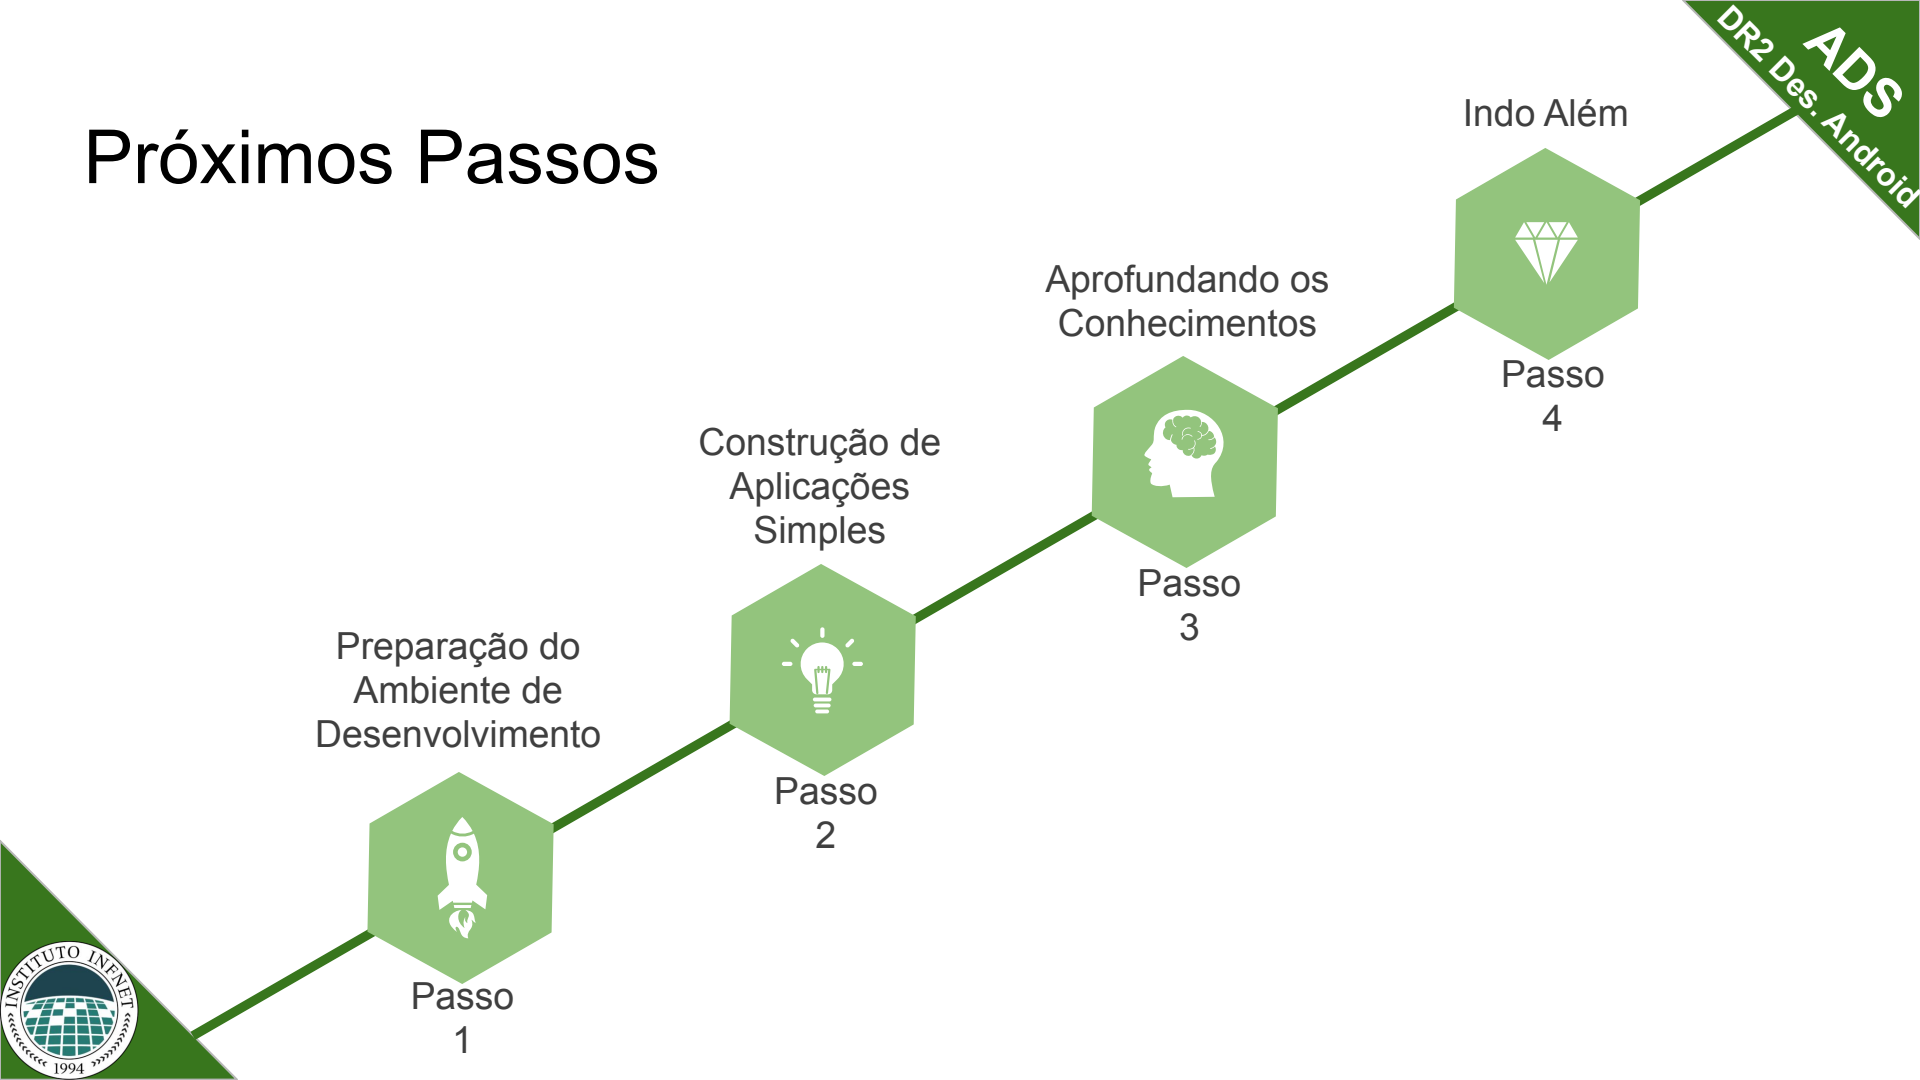 Próximos Passos
ADS
DR2 Des. Android
Indo Além
Passo
4
Aprofundando os
Conhecimentos
Passo
3
Construção de
Aplicações
Simples
Passo
2
Preparação do
Ambiente de
Desenvolvimento
Passo
1
INSTITUTO INFNET
1994